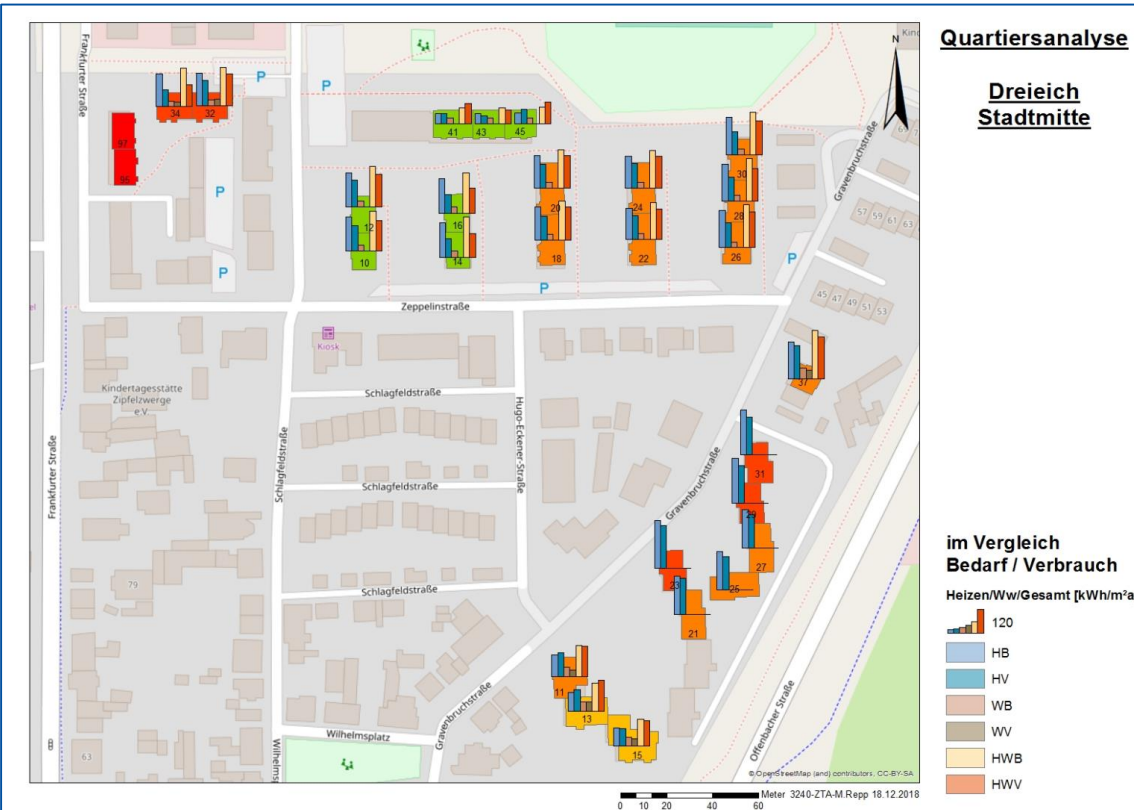 Quartiersanalyse
Dreieich
Stadtmitte
N
Kind
Frankfurter Straße
P
P
P
P
P
P
34
32
97
95
41
43
45
12
10
16
14
20
18
24
22
30
28
26
Gravenbruchstraße
57
59
61
63
45
47
49
51
53
Zeppelinstraße
Kiosk
Kindertagesstätte
Zipfelzwerge
e.V
Schlagfeldstraße
Hugo-Eckener-Straße
Schlagfeldstraße
Frankfurter Straße
Schlagfeldstraße
Gravenbruchstraße
37
31
29
27
25
23
21
79
Schlagfeldstraße
11
13
15
Gravenbruchstraße
Offenbacher Straße
Wilhelmsplatz
Wilhelmsp
63
© OpenStreetMap (and) contributors, CC-BY-SA
im Vergleich
Bedarf / Verbrauch
Heizen/Ww/Gesamt [kWh/m²a
120
HB
HV
WB
WV
HWB
HWV
0 10 20 40 60 Meter 3240-ZTA-M.Repp 18.12.2018